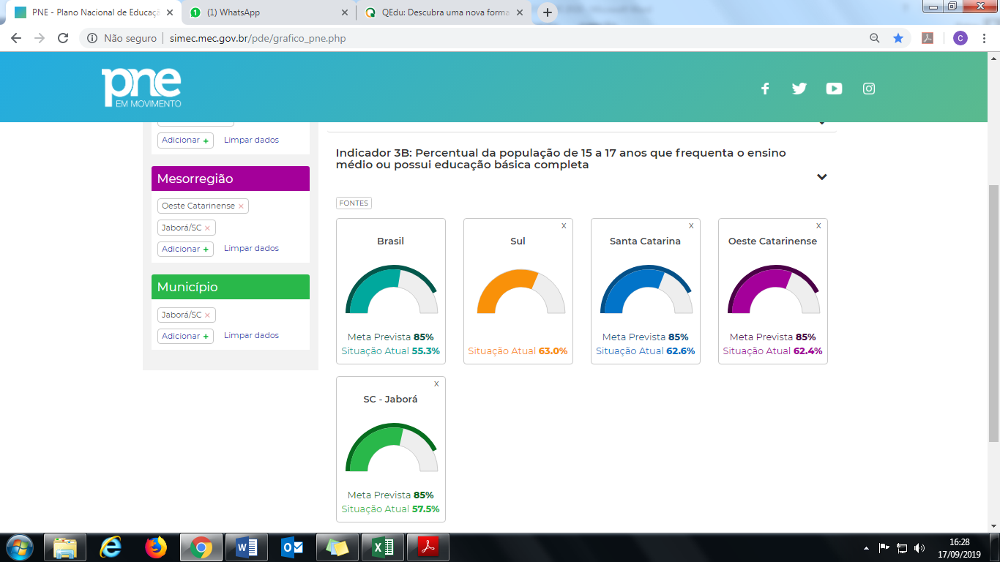 PNE - Plano Nacional de Educaçã
(1) WhatsApp
QEdu: Descubra uma nova forma
Não seguro
simec.mec.gov.br/pde/grafico_pne.php
C
pne
EM MOVIMENTO
Adicionar +
Limpar dados
Mesorregião
Oeste Catarinense ×
Jaborá/SC ×
Adicionar +
Limpar dados
Município
Jaborá/SC ×
Adicionar +
Limpar dados
Indicador 3B: Percentual da população de 15 a 17 anos que frequenta o ensino
médio ou possui educação básica completa
FONTES
Brasil
Meta Prevista 85%
Situação Atual 55.3%
X
Sul
Situação Atual 63.0%
X
Santa Catarina
Meta Prevista 85%
Situação Atual 62.6%
X
Oeste Catarinense
Meta Prevista 85%
Situação Atual 62.4%
X
SC - Jaborá
Meta Prevista 85%
Situação Atual 57.5%
16:28
17/09/2019